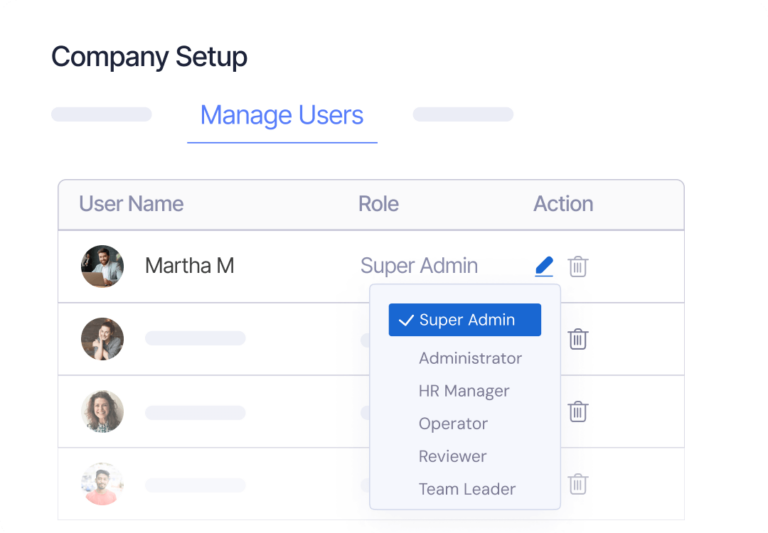 Company Setup
Manage Users
User Name Role Action
Martha M Super Admin
Super Admin
Administrator
HR Manager
Operator
Reviewer
Team Leader